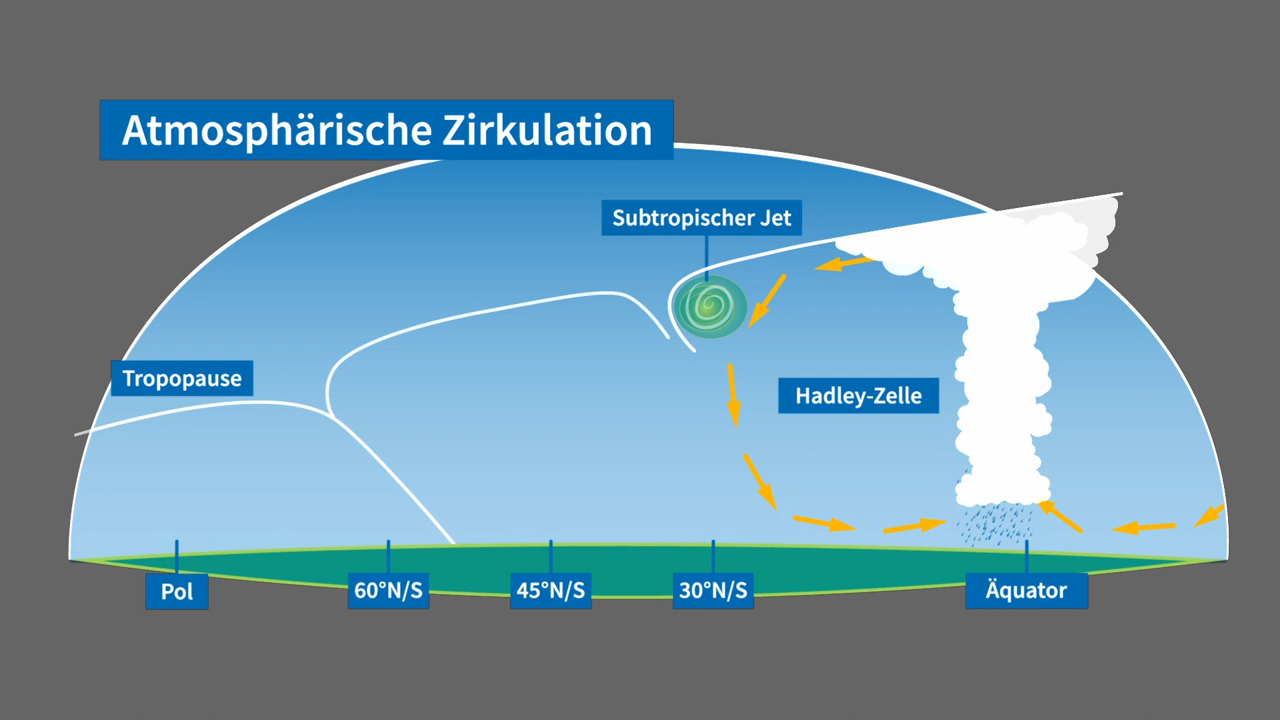 Atmosphärische Zirkulation
Subtropischer Jet
Tropopause
Hadley-Zelle
Pol
60°N/S
45°N/S
30°N/S
Äquator